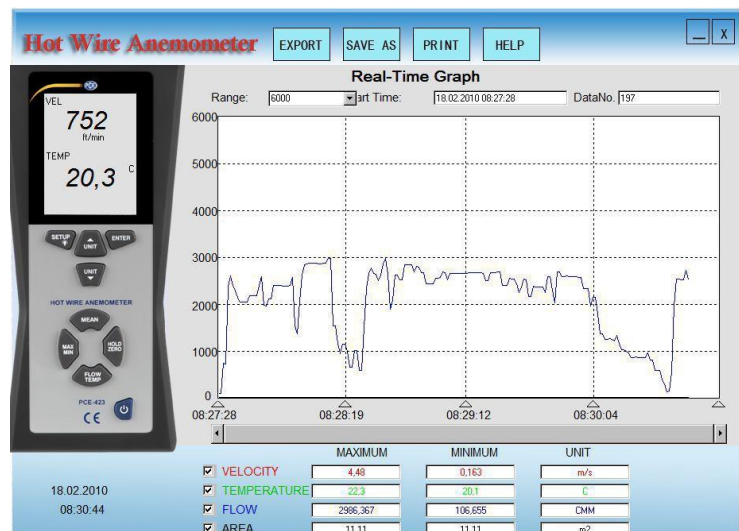 Hot Wire Anemometer
EXPORT
SAVE AS
PRINT
HELP
X
Real-Time Graph
Range: 6000 art Time: 18.02.2010 08:27:28 DataNo. 197
PCE
VEL
752
ft/min
TEMP
20,3 C
SETUP
UNIT
ENTER
UNIT
HOT WIRE ANEMOMETER
MEAN
MAX
MIN
HOLD
ZERO
FLOW
TEMP
PCE-423
CE
6000
5000
4000
3000
2000
1000
0
08:27:28 08:28:19 08:29:12 08:30:04
MAXIMUM MINIMUM UNIT
VELOCITY 4,48 0,163 m/s
TEMPERATURE 22,3 20,1 C
FLOW 2986,367 106,655 CMM
AREA 11,11 11,11 m2
18.02.2010
08:30:44